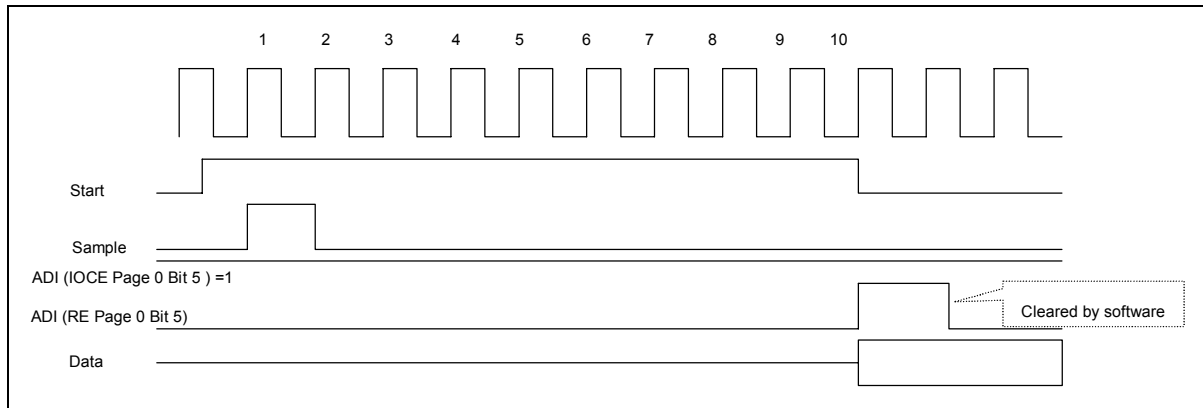 1 2 3 4 5 6 7 8 9 10
Start
Sample
ADI (IOCE Page 0 Bit 5 ) =1
ADI (RE Page 0 Bit 5)
Cleared by software
Data